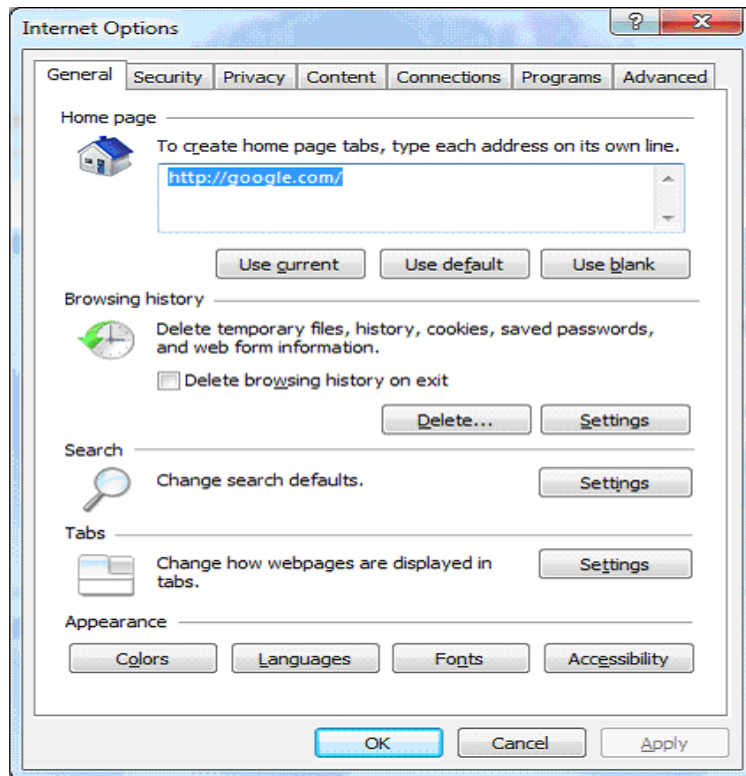 Internet Options
General Security Privacy Content Connections Programs Advanced
Home page
To create home page tabs, type each address on its own line.
http://google.com/
Use current Use default Use blank
Browsing history
Delete temporary files, history, cookies, saved passwords,
and web form information.
Delete browsing history on exit
Delete... Settings
Search
Change search defaults.
Settings
Tabs
Change how webpages are displayed in
tabs.
Settings
Appearance
Colors Languages Fonts Accessibility
OK Cancel Apply